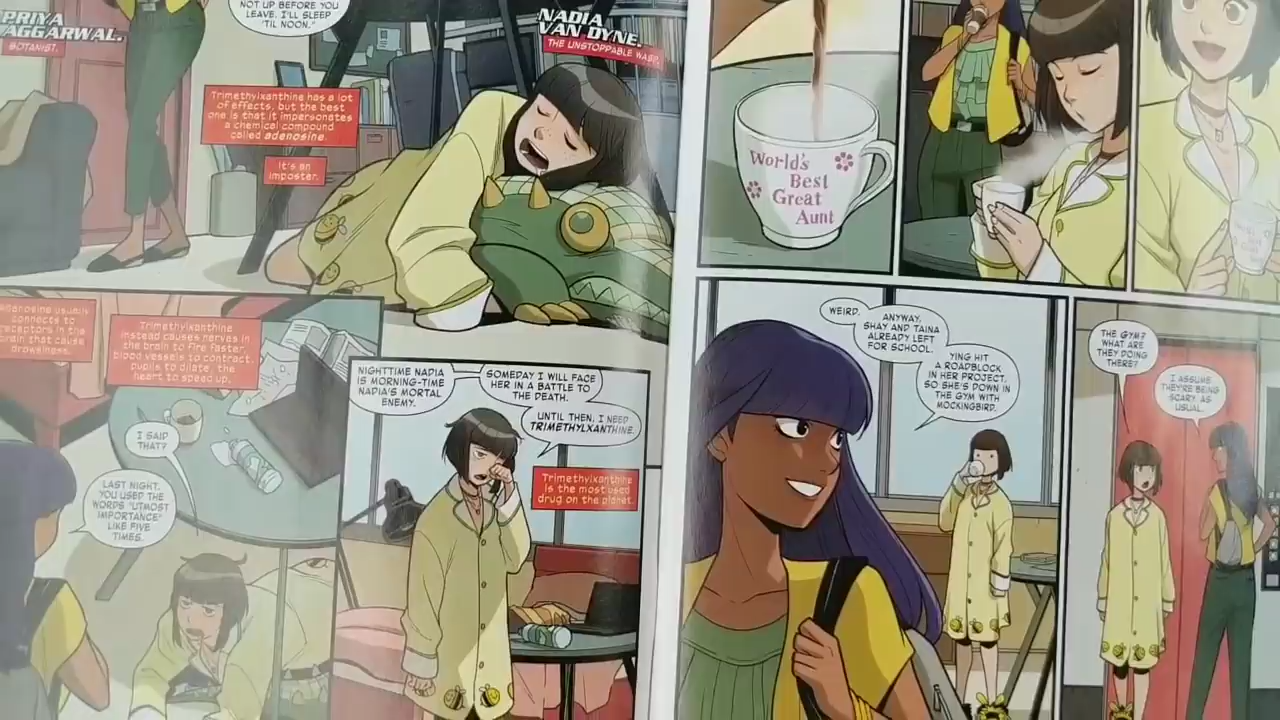 PRIYA
AGGARWAL.
BOTANIST.
NOT UP BEFORE YOU
LEAVE. I'LL SLEEP
'TIL NOON."
NADIA
VAN DYNE.
THE UNSTOPPABLE WASP.
Trimethylxanthine has a lot
of effects, but the best
one is that it impersonates
a chemical compound
called adenosine.
It's an
imposter.
Adenosine usually
connects to
receptors in the
brain that cause
drowsiness.
Trimethylxanthine
instead causes nerves in
the brain to fire faster,
blood vessels to contract,
pupils to dilate, the
heart to speed up.
I SAID
THAT?
LAST NIGHT.
YOU USED THE
WORDS "UTMOST
IMPORTANCE"
LIKE FIVE
TIMES.
NIGHTTIME NADIA
IS MORNING-TIME
NADIA'S MORTAL
ENEMY.
SOMEDAY I WILL FACE
HER IN A BATTLE TO
THE DEATH.
UNTIL THEN, I NEED
TRIMETHYLXANTHINE.
Trimethylxanthine
is the most used
drug on the planet.
World's
Best
Great
Aunt
WEIRD.
ANYWAY,
SHAY AND TAINA
ALREADY LEFT
FOR SCHOOL.
YING HIT
A ROADBLOCK
IN HER PROJECT,
SO SHE'S DOWN IN
THE GYM WITH
MOCKINGBIRD.
THE GYM?
WHAT ARE
THEY DOING
THERE?
I ASSUME
THEY'RE BEING
SCARY, AS
USUAL.